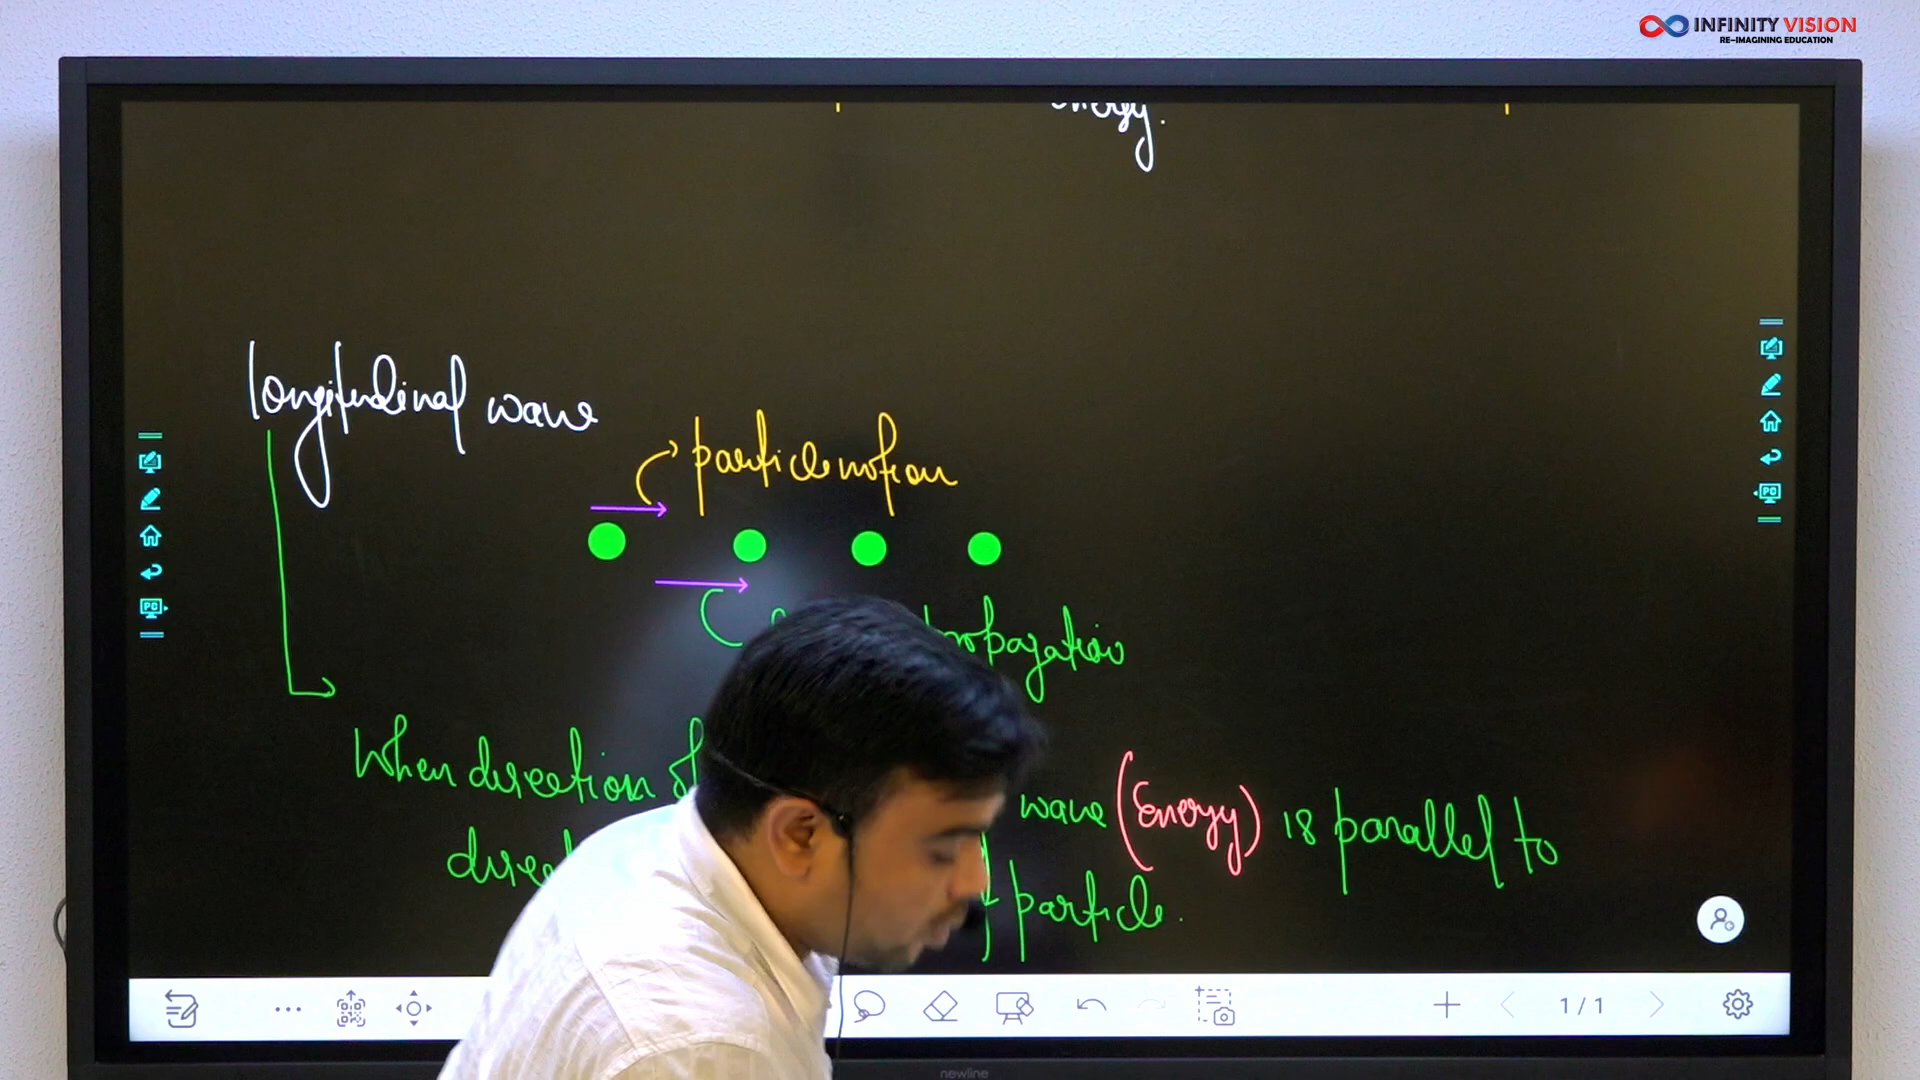 INFINITY VISION
RE-IMAGINING EDUCATION
energy.
longitudinal wave
particle motion
propagation
When direction of
wave (Energy) is parallel to
particle.
1/1
newline